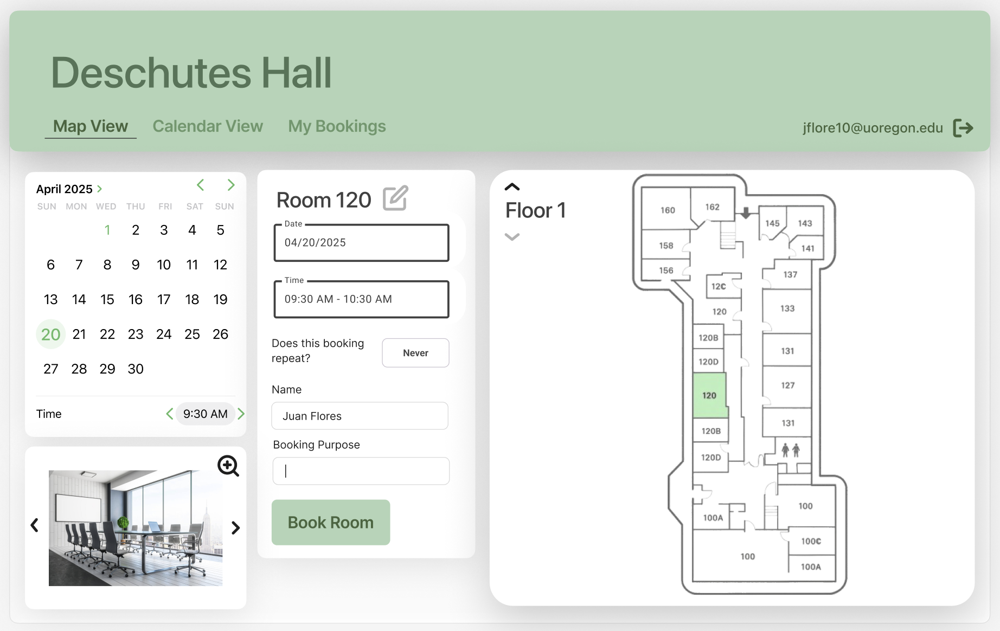 Deschutes Hall
Map View Calendar View My Bookings
jflore10@uoregon.edu
April 2025
SUN MON WED THU FRI SAT SUN
1 2 3 4 5
6 7 8 9 10 11 12
13 14 15 16 17 18 19
20 21 22 23 24 25 26
27 28 29 30
Time 9:30 AM
Room 120
Date
04/20/2025
Time
09:30 AM - 10:30 AM
Does this booking
repeat?
Never
Name
Juan Flores
Booking Purpose
Book Room
Floor 1
160 162
145 143
158
141
156
137
12C
133
120
120B
131
120D
127
120
131
120B
120D
100
100A
100C
100
100A